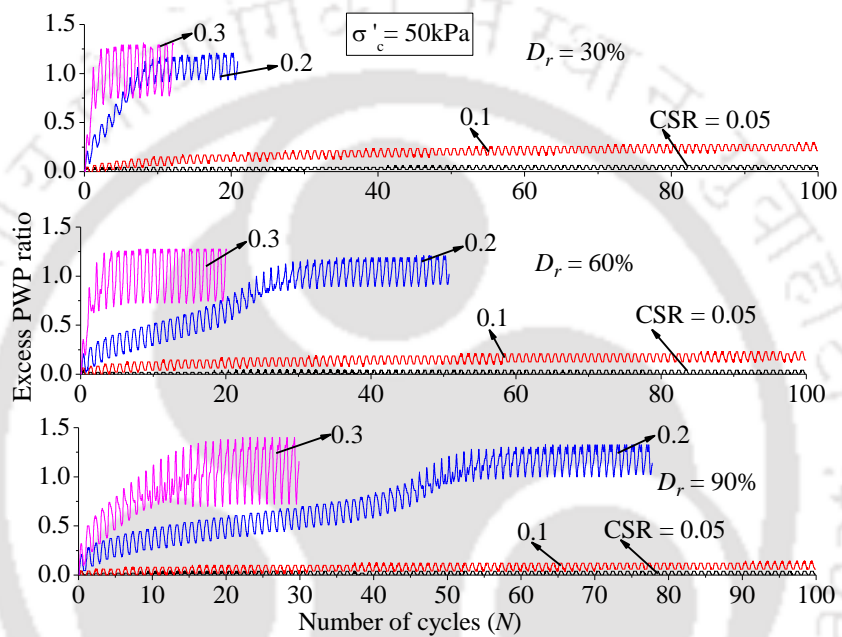 σ'c = 50kPa
Dr = 30%
0.3
0.2
0.1
CSR = 0.05
1.5
1.0
0.5
0.0
0 20 40 60 80 100
Dr = 60%
0.3
0.2
0.1
CSR = 0.05
1.5
1.0
0.5
0.0
0 20 40 60 80 100
Excess PWP ratio
Dr = 90%
0.3
0.2
0.1
CSR = 0.05
1.5
1.0
0.5
0.0
0 10 20 30 40 50 60 70 80 90 100
Number of cycles (N)